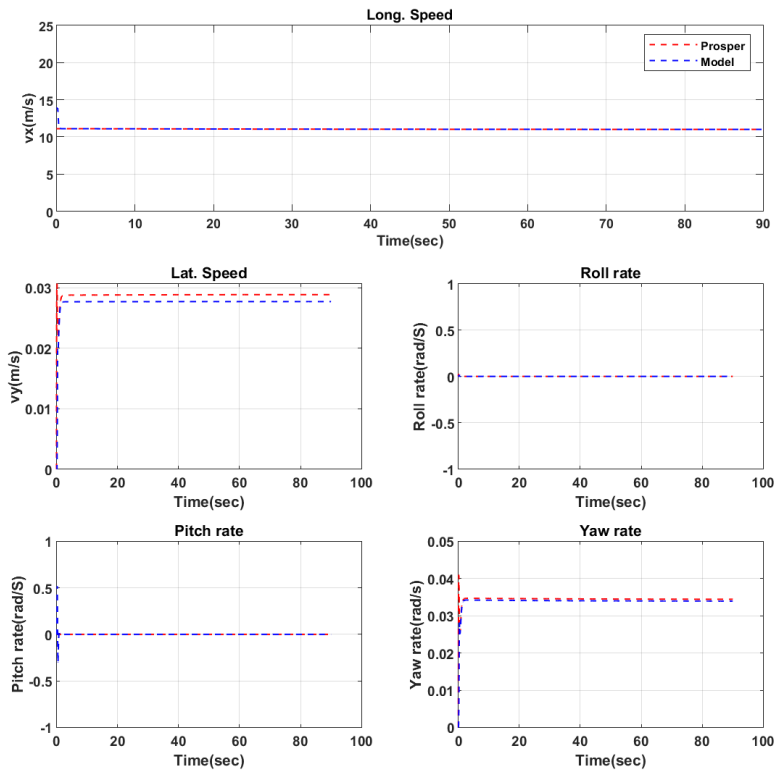 Long. Speed
25
20
15
10
5
0
vx(m/s)
Prosper
Model
0 10 20 30 40 50 60 70 80 90
Time(sec)
Lat. Speed
0.03
0.02
0.01
0
vy(m/s)
0 20 40 60 80 100
Time(sec)
Roll rate
1
0.5
0
-0.5
-1
Roll rate(rad/S)
0 20 40 60 80 100
Time(sec)
Pitch rate
1
0.5
0
-0.5
-1
Pitch rate(rad/S)
0 20 40 60 80 100
Time(sec)
Yaw rate
0.05
0.04
0.03
0.02
0.01
0
Yaw rate(rad/s)
0 20 40 60 80 100
Time(sec)